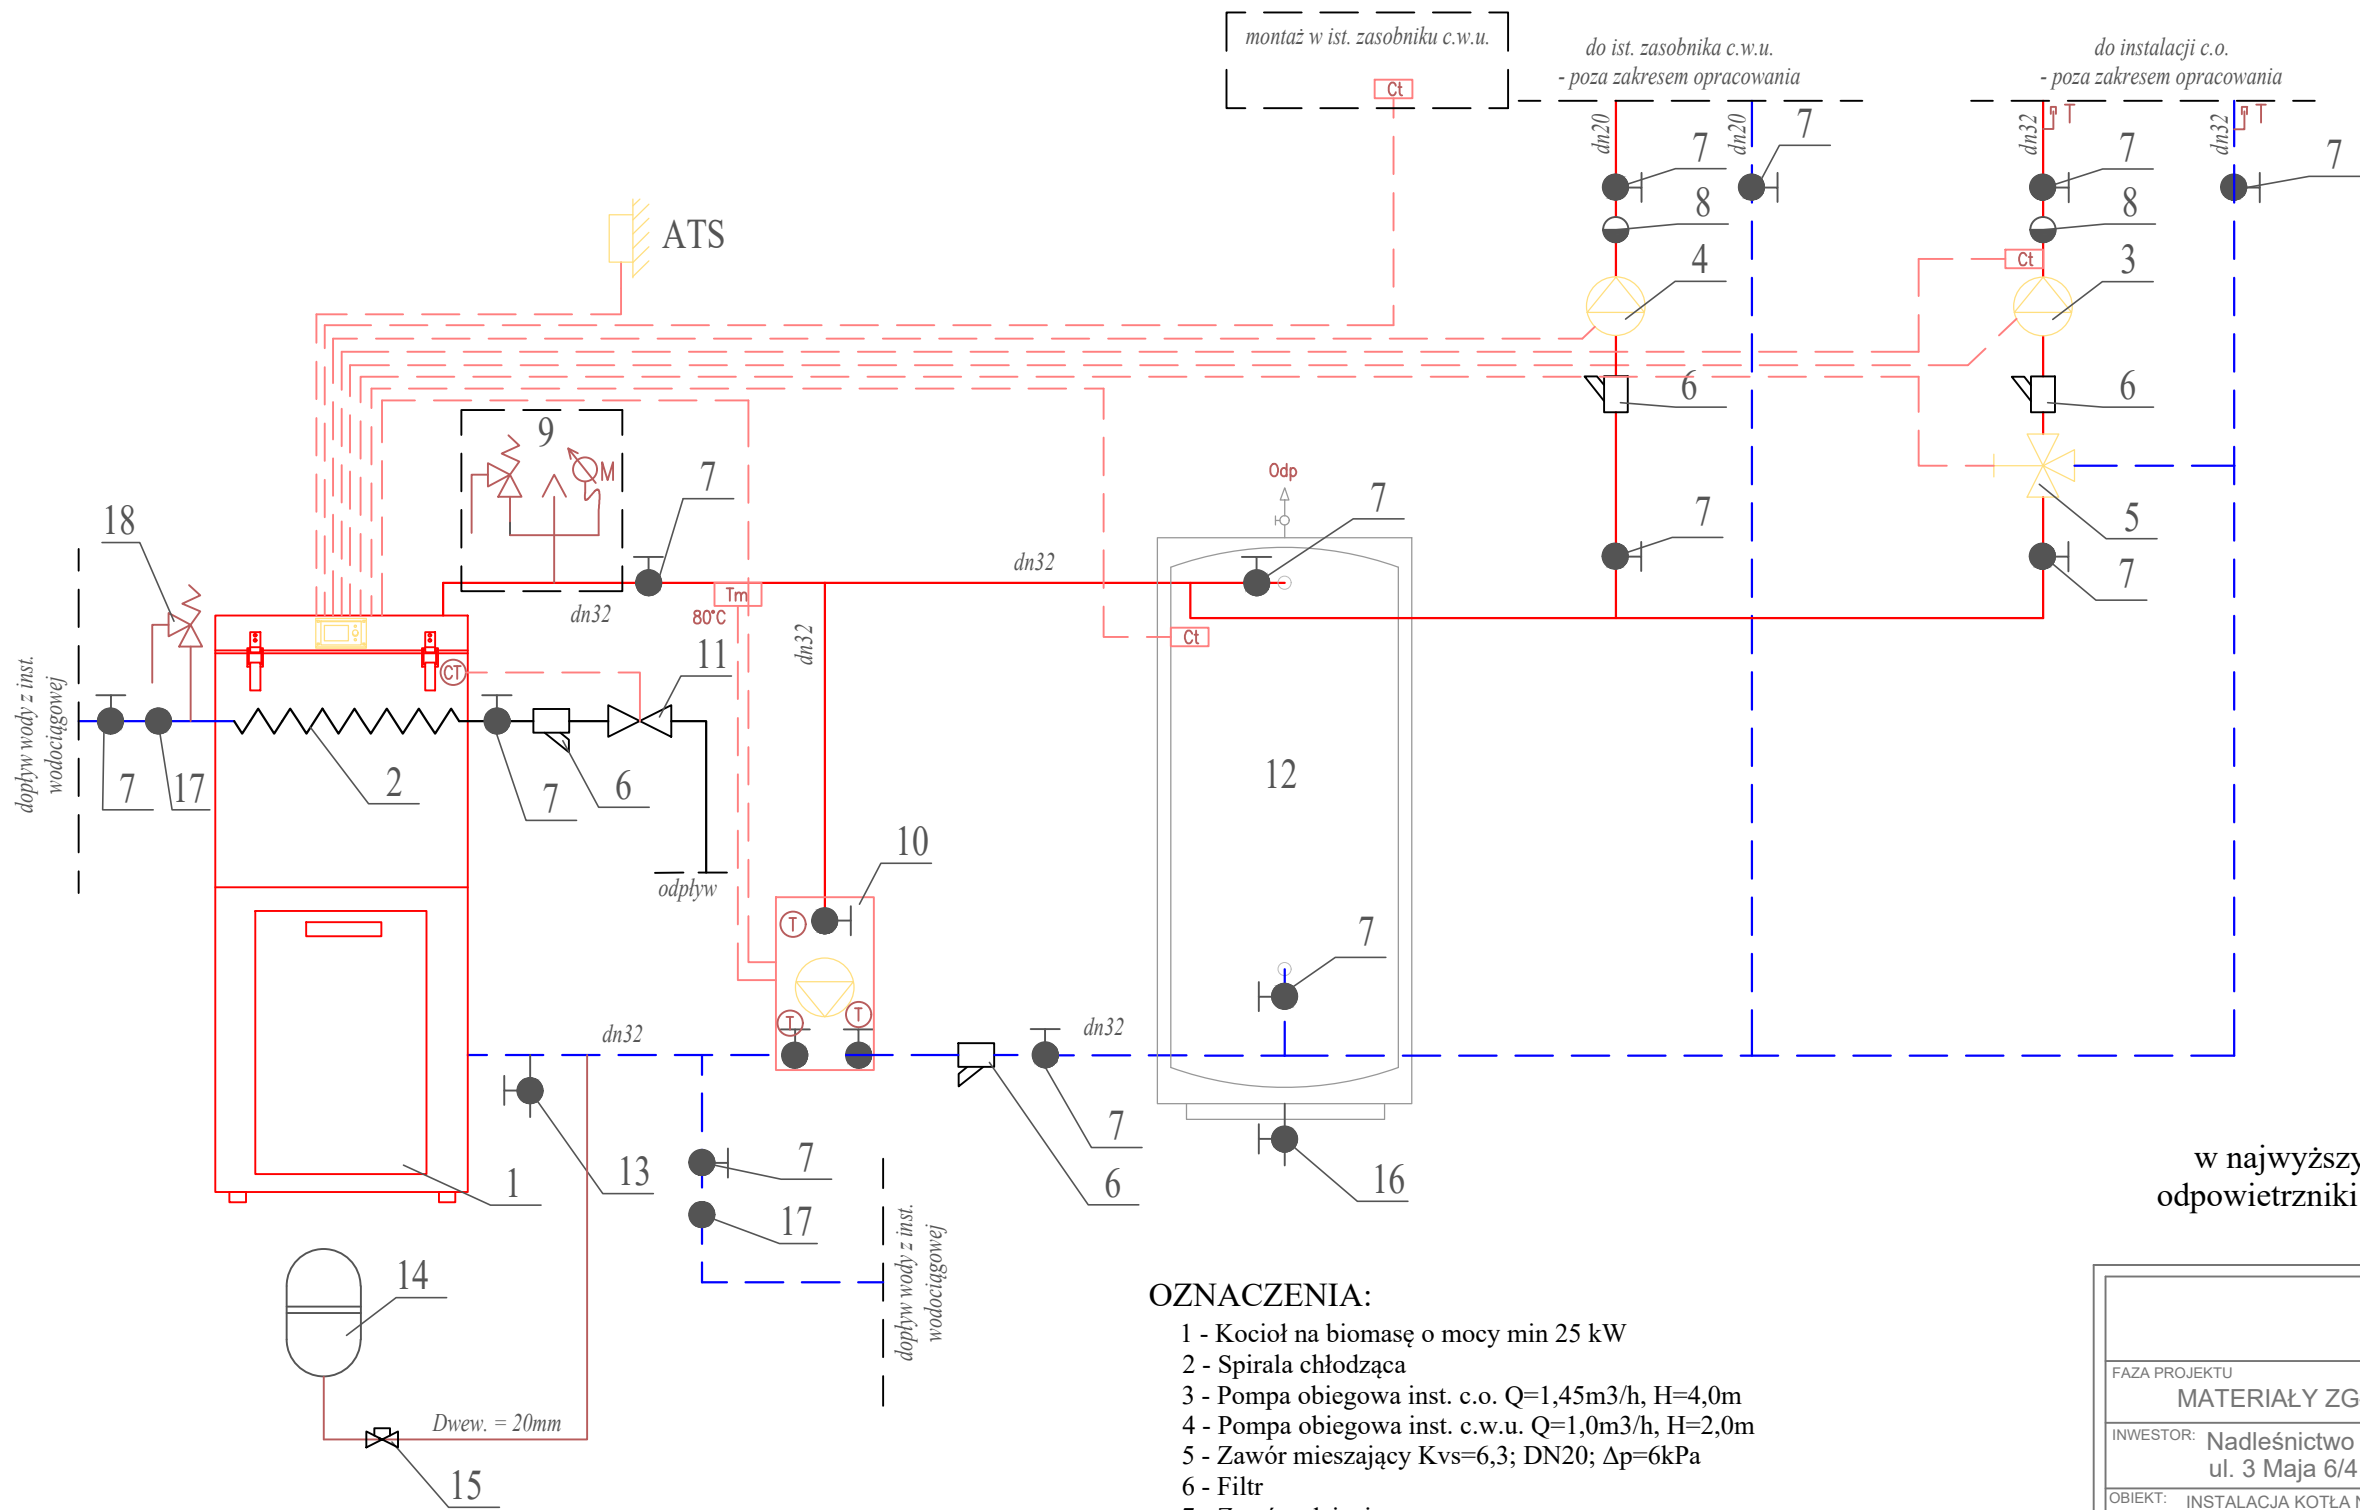 montaż w ist. zasobniku c.w.u.
Ct
do ist. zasobnika c.w.u.
- poza zakresem opracowania
do instalacji c.o.
- poza zakresem opracowania
dn20
dn20
dn32
dn32
T
T
7
7
7
7
8
8
4
3
Ct
ATS
6
6
9
M
7
Odp
7
7
5
7
18
dn32
Tm
80°C
dn32
dn32
Ct
CT
11
dopływ wody z inst.
wodociągowej
7
17
2
7
6
12
10
odpływ
T
7
T
T
dn32
dn32
1
13
7
17
7
6
16
dopływ wody z inst.
wodociągowej
14
Dwew. = 20mm
15
w najwyższy
odpowietrzniki
OZNACZENIA:
1 - Kocioł na biomasę o mocy min 25 kW
2 - Spirala chłodząca
3 - Pompa obiegowa inst. c.o. Q=1,45m3/h, H=4,0m
4 - Pompa obiegowa inst. c.w.u. Q=1,0m3/h, H=2,0m
5 - Zawór mieszający Kvs=6,3; DN20; Δp=6kPa
6 - Filtr
FAZA PROJEKTU
MATERIAŁY ZG
INWESTOR: Nadleśnictwo
ul. 3 Maja 6/4
OBIEKT: INSTALACJA KOTŁA